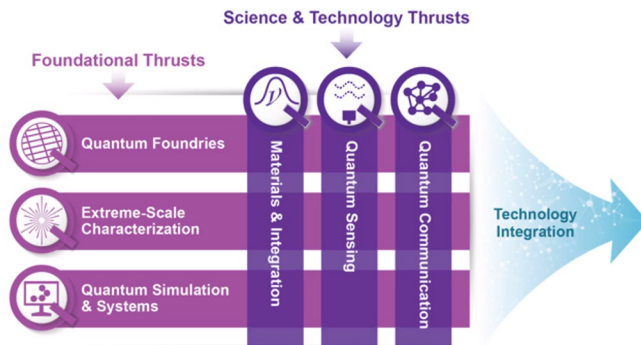 Science & Technology Thrusts
Foundational Thrusts
Quantum Foundries
Extreme-Scale
Characterization
Quantum Simulation
& Systems
Materials & Integration
Quantum Sensing
Quantum Communication
Technology
Integration